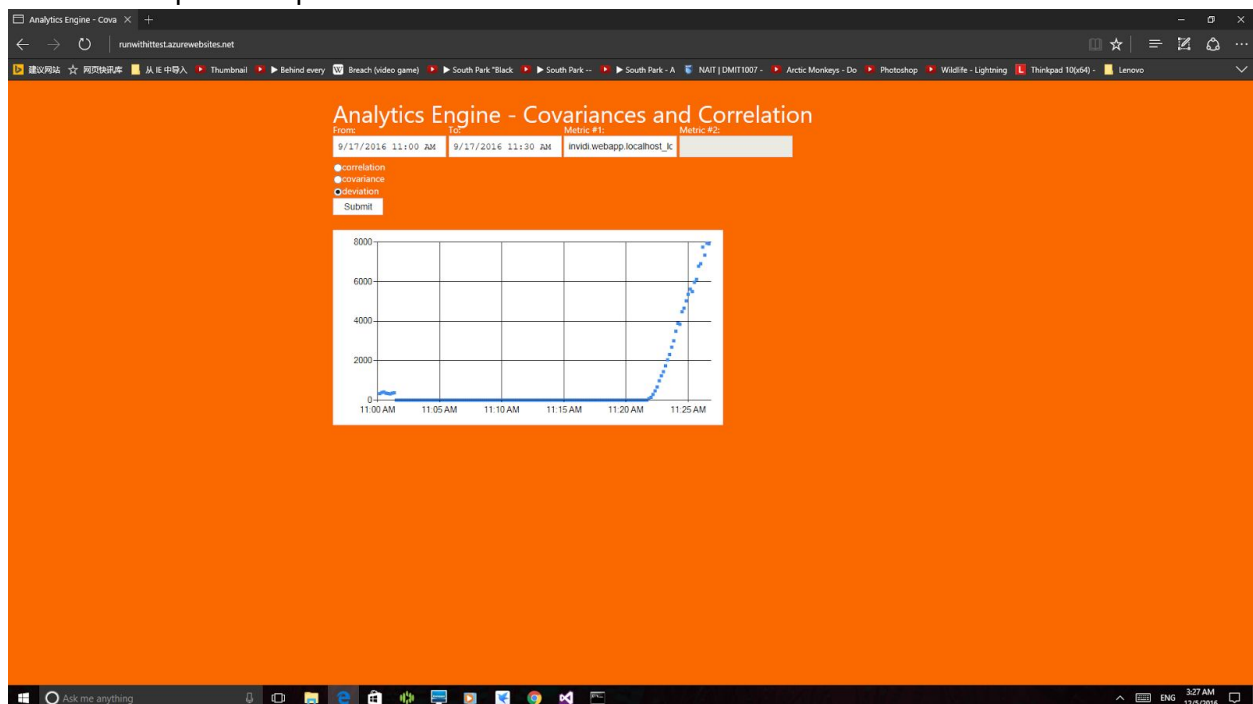 Analytics Engine - Cova
runwithittest.azurewebsites.net
建议网站 网页快讯库 从 IE 中导入 Thumbnail ▶ Behind every Breach (video game) ▶ South Park "Black ▶ South Park -- ▶ South Park - A NAIT | DMIT1007 - Arctic Monkeys - Do Photoshop Wildlife - Lightning Thinkpad 10(x64) - Lenovo
Analytics Engine - Covariances and Correlation
From: To: Metric #1: Metric #2:
9/17/2016 11:00 AM 9/17/2016 11:30 AM invidi.webapp.localhost_lc
correlation
covariance
deviation
Submit
8000
6000
4000
2000
0
11:00 AM 11:05 AM 11:10 AM 11:15 AM 11:20 AM 11:25 AM
Ask me anything ENG 3:27 AM
12/5/2016